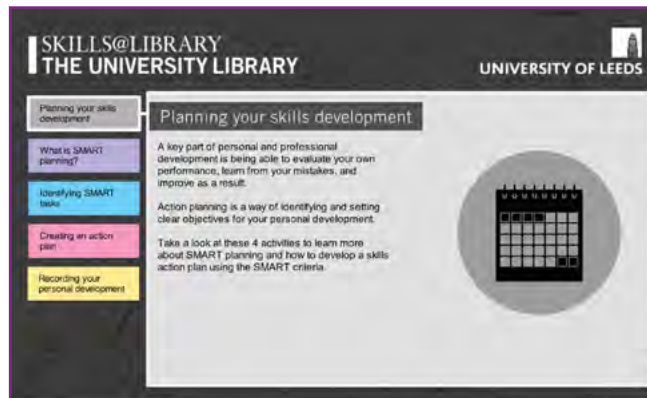 SKILLS@LIBRARY
THE UNIVERSITY LIBRARY
UNIVERSITY OF LEEDS
Planning your skills
development
What is SMART
planning?
Identifying SMART
tasks
Creating an action
plan
Recording your
personal development
Planning your skills development
A key part of personal and professional
development is being able to evaluate your own
performance, learn from your mistakes, and
improve as a result.
Action planning is a way of identifying and setting
clear objectives for your personal development.
Take a look at these 4 activities to learn more
about SMART planning and how to develop a skills
action plan using the SMART criteria.